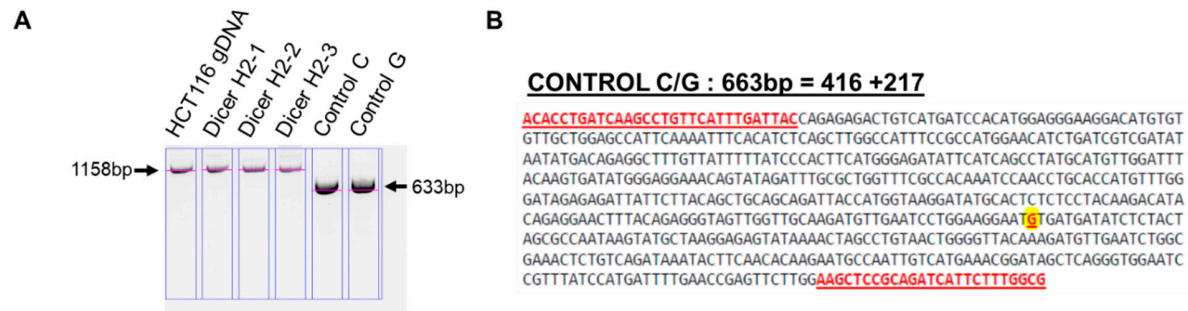 A
B
HCT116 gDNA
Dicer H2-1
Dicer H2-2
Dicer H2-3
Control C
Control G
1158bp
633bp
CONTROL C/G : 663bp = 416 +217
ACACCTGATCAAGCCTGTTCATTTGATTACCAGAGAGACTGTCATGATCCACATGGAGGGAAGGACATGTGT
GTTGCTGGAGCCATTCAAAATTTCACATCTCAGCTTGGCCATTTCCGCCATGGAACATCTGATCGTCGATAT
AATATGACAGAGGCTTTGTTATTTTTATCCCACTTCATGGGAGATATTCATCAGCCTATGCATGTTGGATTT
ACAAGTGATATGGGAGGAAACAGTATAGATTTGCGCTGGTTTCGCCACAAATCCAACCTGCACCATGTTTGG
GATAGAGAGATTATTCTTACAGCTGCAGCAGATTACCATGGTAAGGATATGCACTCTCTCCTACAAGACATA
CAGAGGAACTTTACAGAGGGTAGTTGGTTGCAAGATGTTGAATCCTGGAAGGAATGTGATGATATCTCTACT
AGCGCCAATAAGTATGCTAAGGAGAGTATAAAACTAGCCTGTAACTGGGGTTACAAAGATGTTGAATCTGGC
GAAACTCTGTCAGATAAATACTTCAACACAAGAATGCCAATTGTCATGAAACGGATAGCTCAGGGTGGAATC
CGTTTATCCATGATTTTGAACCGAGTTCTTGGAAGCTCCGCAGATCATTCTTTGGCG